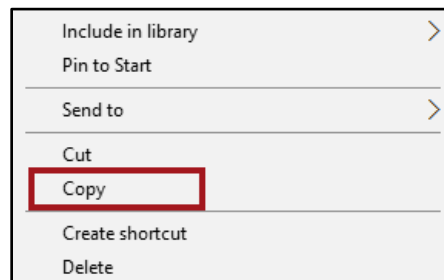 Include in library
Pin to Start
Send to
Cut
Copy
Create shortcut
Delete